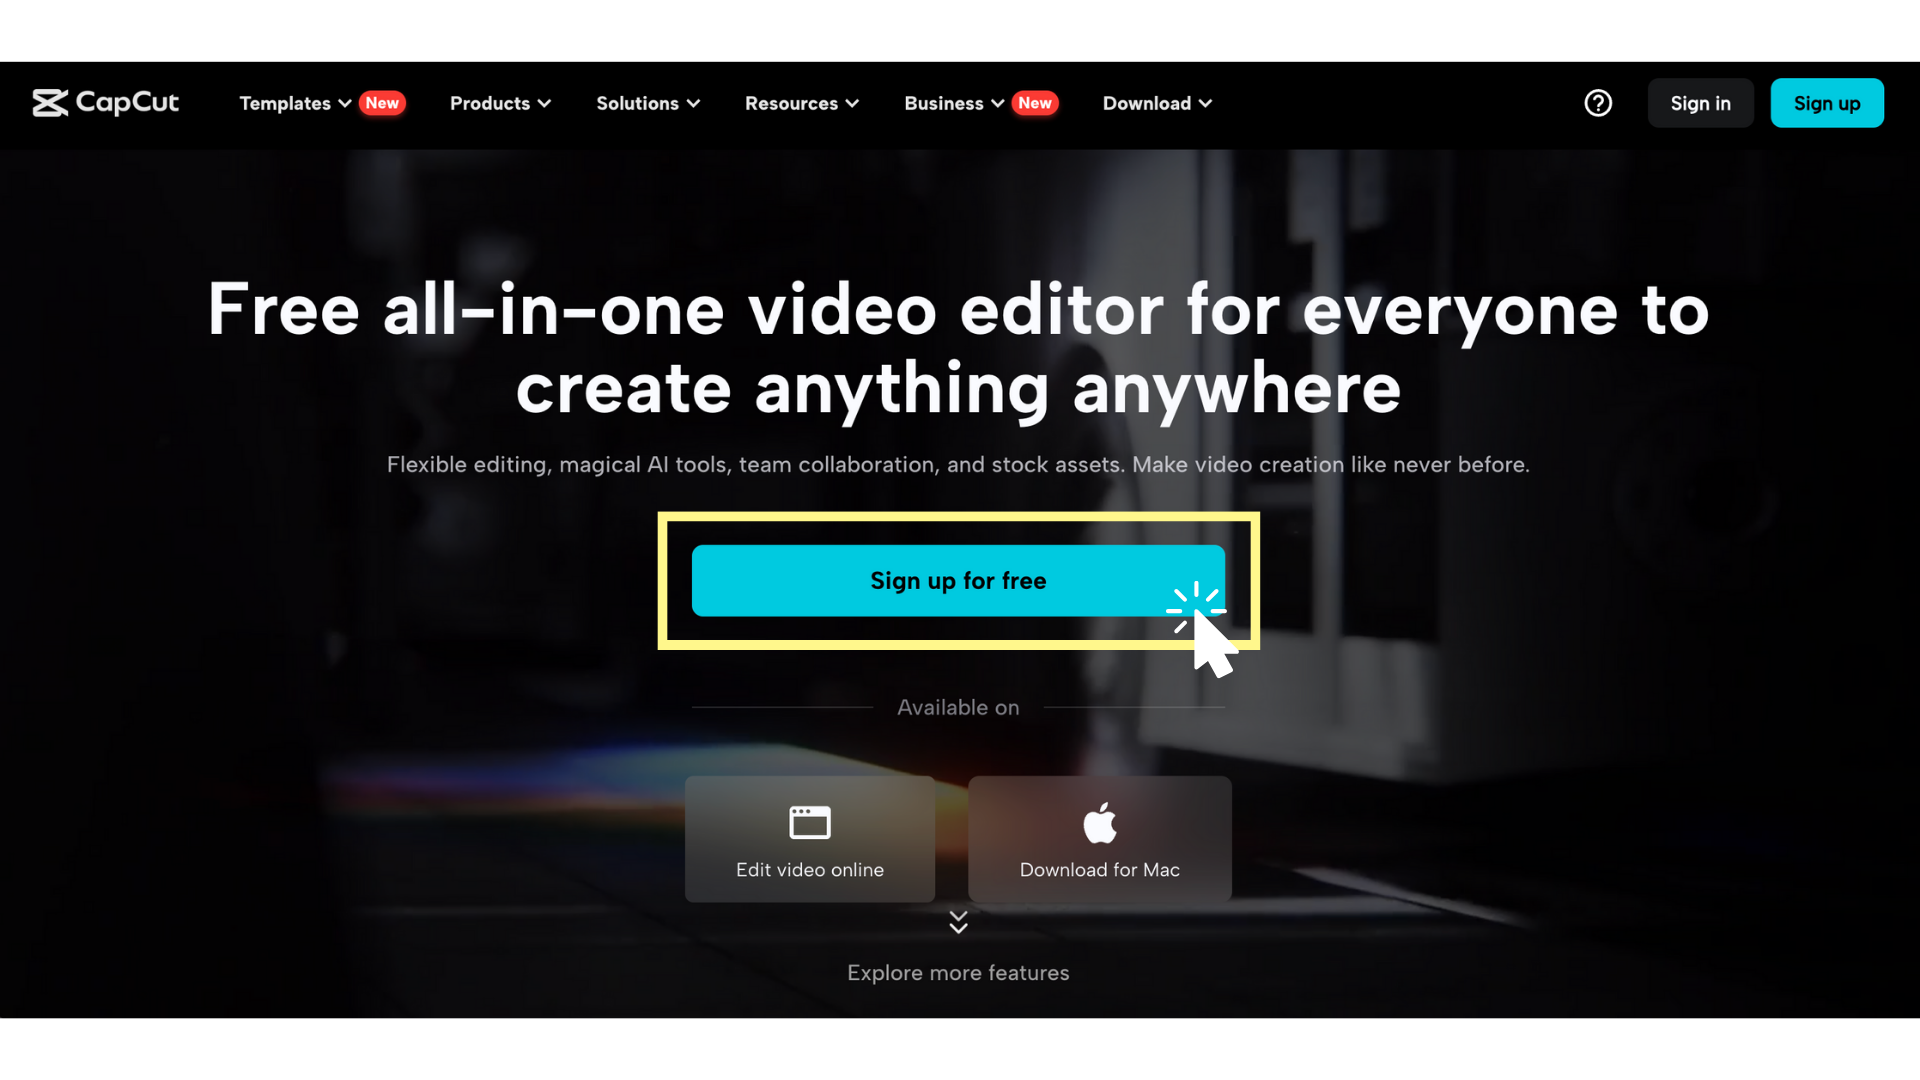 CapCut
Templates New Products Solutions Resources Business New Download Sign in Sign up
Free all-in-one video editor for everyone to
create anything anywhere
Flexible editing, magical AI tools, team collaboration, and stock assets. Make video creation like never before.
Sign up for free
Available on
Edit video online
Download for Mac
Explore more features